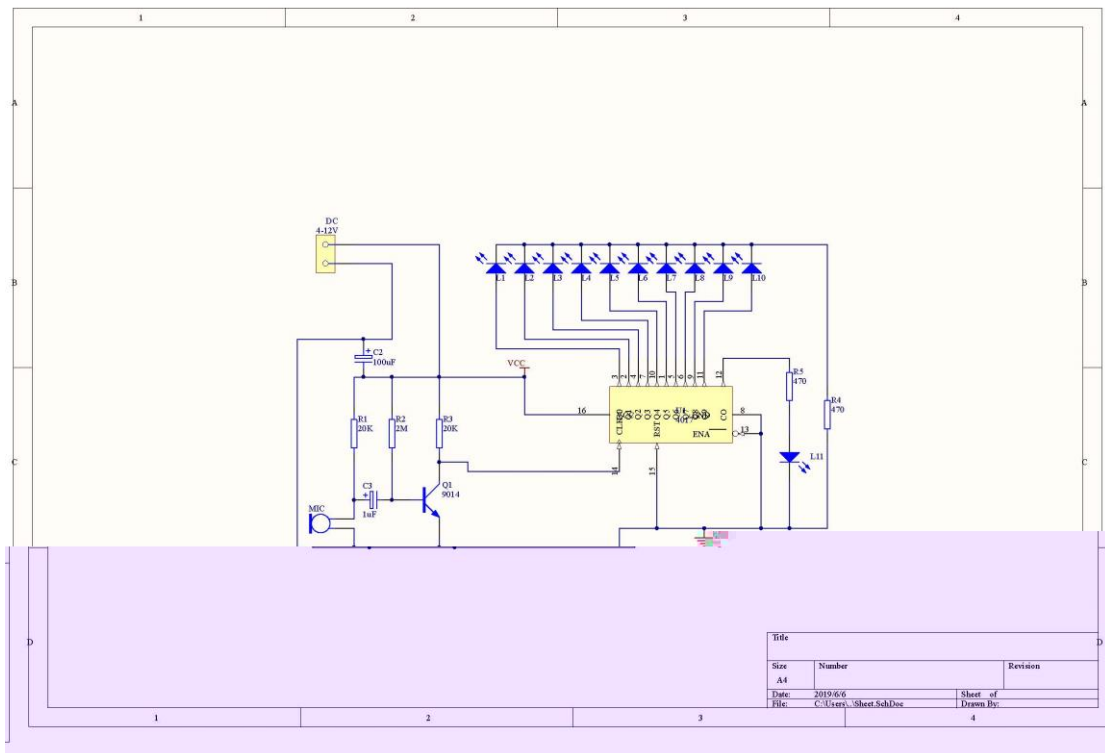 1 2 3 4
A A
DC
4-12V
L1 L2 L3 L4 L5 L6 L7 L8 L9 L10
B B
C2
100uF
VCC
3 2 4 7 10 1 5 6 9 11 12
R5
470
R4
470
R1
20K
R2
2M
R3
20K
16
CO
8
RST
ENA
13
L11
C C
14
15
C3
1uF
Q1
9014
MIC
D D
Title
Size Number Revision
A4
Date: 2019/6/6 Sheet of
File: C:\Users\..\Sheet.SchDoc Drawn By:
1 2 3 4